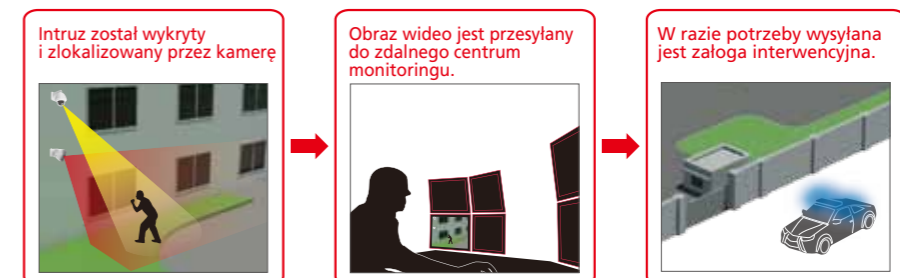 Intruz został wykryty
i zlokalizowany przez kamerę
Obraz wideo jest przesyłany
do zdalnego centrum
monitoringu.
W razie potrzeby wysyłana
jest załoga interwencyjna.